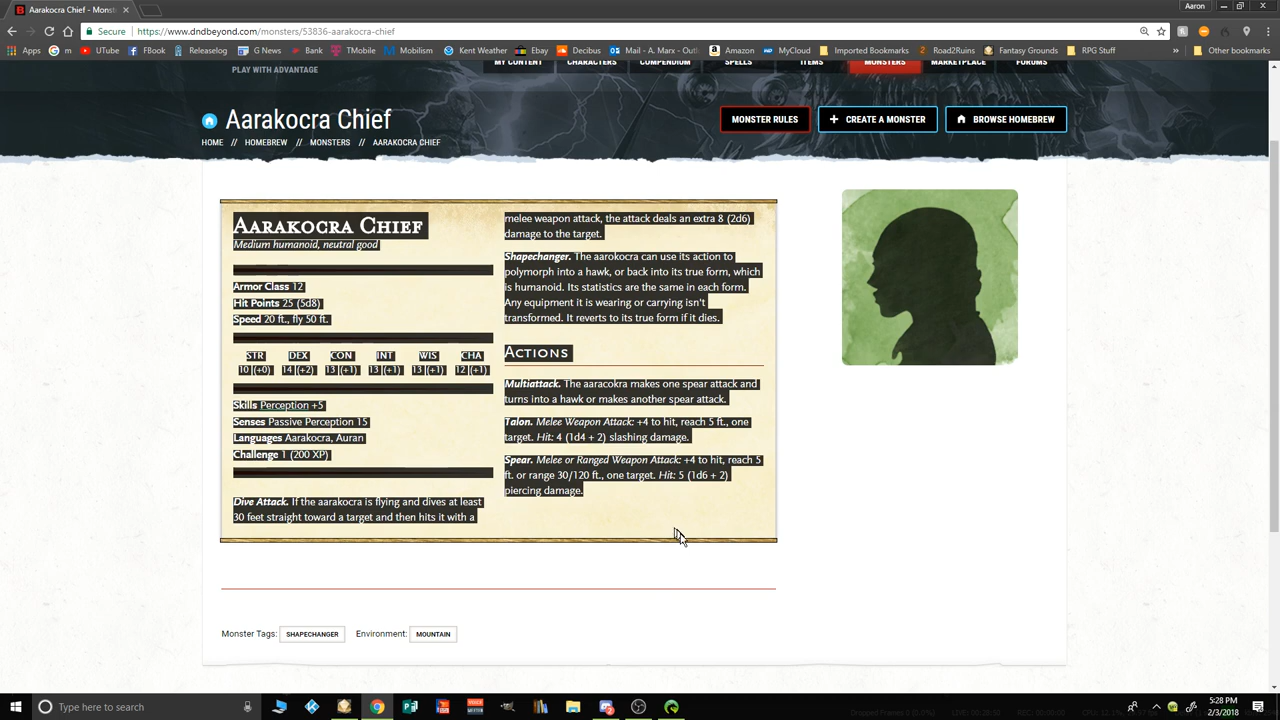 Aarakocra Chief - Monst
Aaron
Secure
https://www.dndbeyond.com/monsters/53836-aarakocra-chief
Apps
m
UTube
FBook
Releaselog
G News
Bank
TMobile
Mobilism
Kent Weather
Ebay
Decibus
Mail - A. Marx - Out
Amazon
MyCloud
Imported Bookmarks
Road2Ruins
Fantasy Grounds
RPG Stuff
»
Other bookmarks
PLAY WITH ADVANTAGE
MY CONTENT
CHARACTERS
COMPENDIUM
SPELLS
ITEMS
MONSTERS
MARKETPLACE
FORUMS
Aarakocra Chief
MONSTER RULES
CREATE A MONSTER
BROWSE HOMEBREW
HOME // HOMEBREW // MONSTERS // AARAKOCRA CHIEF
AARAKOCRA CHIEF
Medium humanoid, neutral good
Armor Class 12
Hit Points 25 (5d8)
Speed 20 ft., fly 50 ft.
STR DEX CON INT WIS CHA
10 (+0) 14 (+2) 13 (+1) 13 (+1) 13 (+1) 12 (+1)
Skills Perception +5
Senses Passive Perception 15
Languages Aarakocra, Auran
Challenge 1 (200 XP)
Dive Attack. If the aarakocra is flying and dives at least
30 feet straight toward a target and then hits it with a
melee weapon attack, the attack deals an extra 8 (2d6)
damage to the target.
Shapechanger. The aarokocra can use its action to
polymorph into a hawk, or back into its true form, which
is humanoid. Its statistics are the same in each form.
Any equipment it is wearing or carrying isn't
transformed. It reverts to its true form if it dies.
ACTIONS
Multiattack. The aaracokra makes one spear attack and
turns into a hawk or makes another spear attack.
Talon. Melee Weapon Attack: +4 to hit, reach 5 ft., one
target. Hit: 4 (1d4 + 2) slashing damage.
Spear. Melee or Ranged Weapon Attack: +4 to hit, reach 5
ft. or range 30/120 ft., one target. Hit: 5 (1d6 + 2)
piercing damage.
Monster Tags: SHAPECHANGER Environment: MOUNTAIN
Type here to search
5:28 PM
2/3/2018